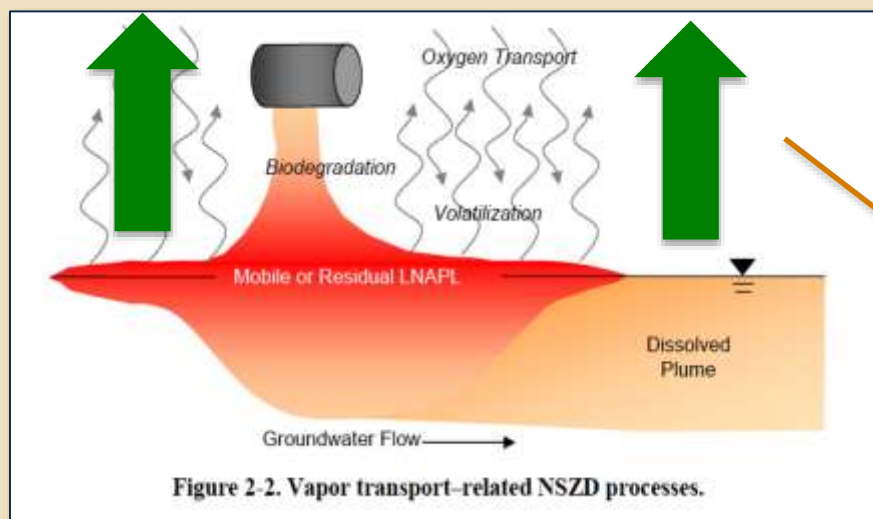 Oxygen Transport
Biodegradation
Volatilization
Mobile or Residual LNAPL
Dissolved
Plume
Groundwater Flow
Figure 2-2. Vapor transport–related NSZD processes.